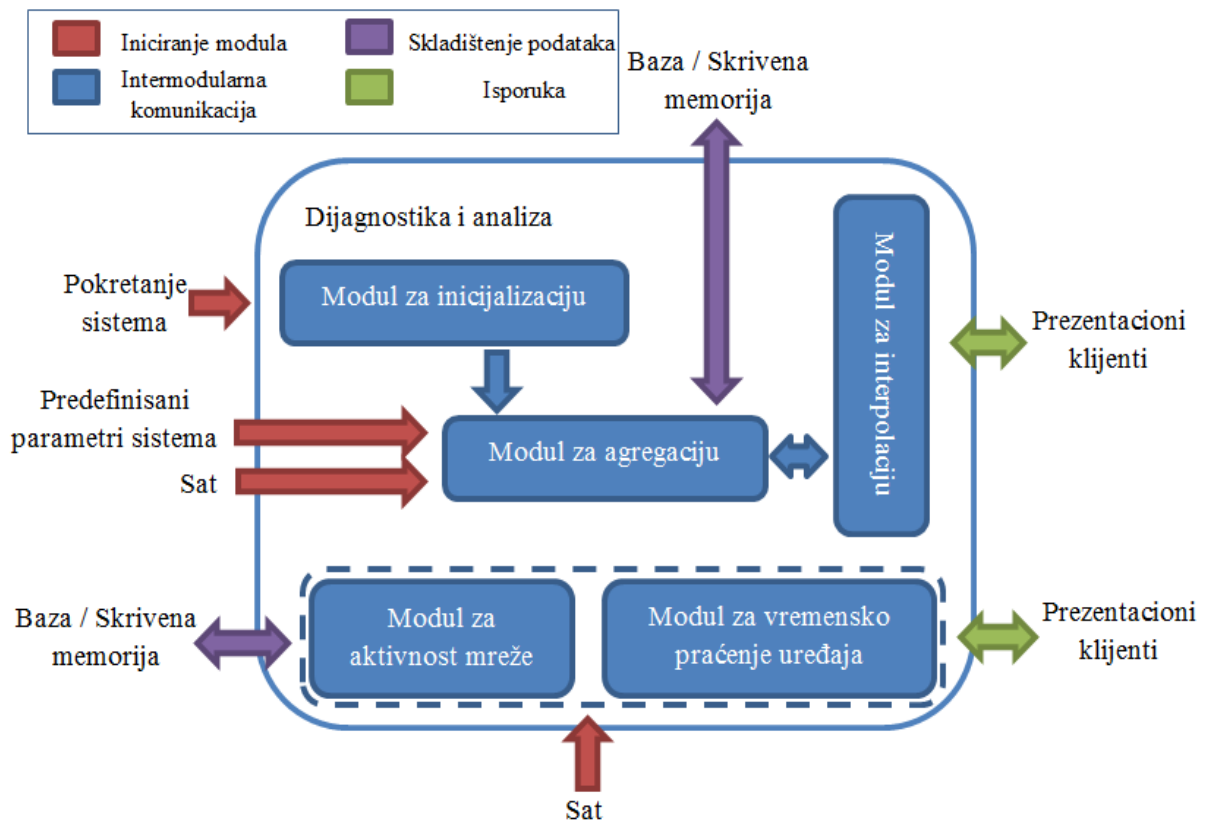 Iniciranje modula
Skladištenje podataka
Intermodularna
komunikacija
Isporuka
Baza / Skrivena
memorija
Dijagnostika i analiza
Pokretanje
sistema
Modul za inicijalizaciju
Modul za interpolaciju
Prezentacioni
klijenti
Predefinisani
parametri sistema
Sat
Modul za agregaciju
Baza / Skrivena
memorija
Modul za
aktivnost mreže
Modul za vremensko
praćenje uređaja
Prezentacioni
klijenti
Sat